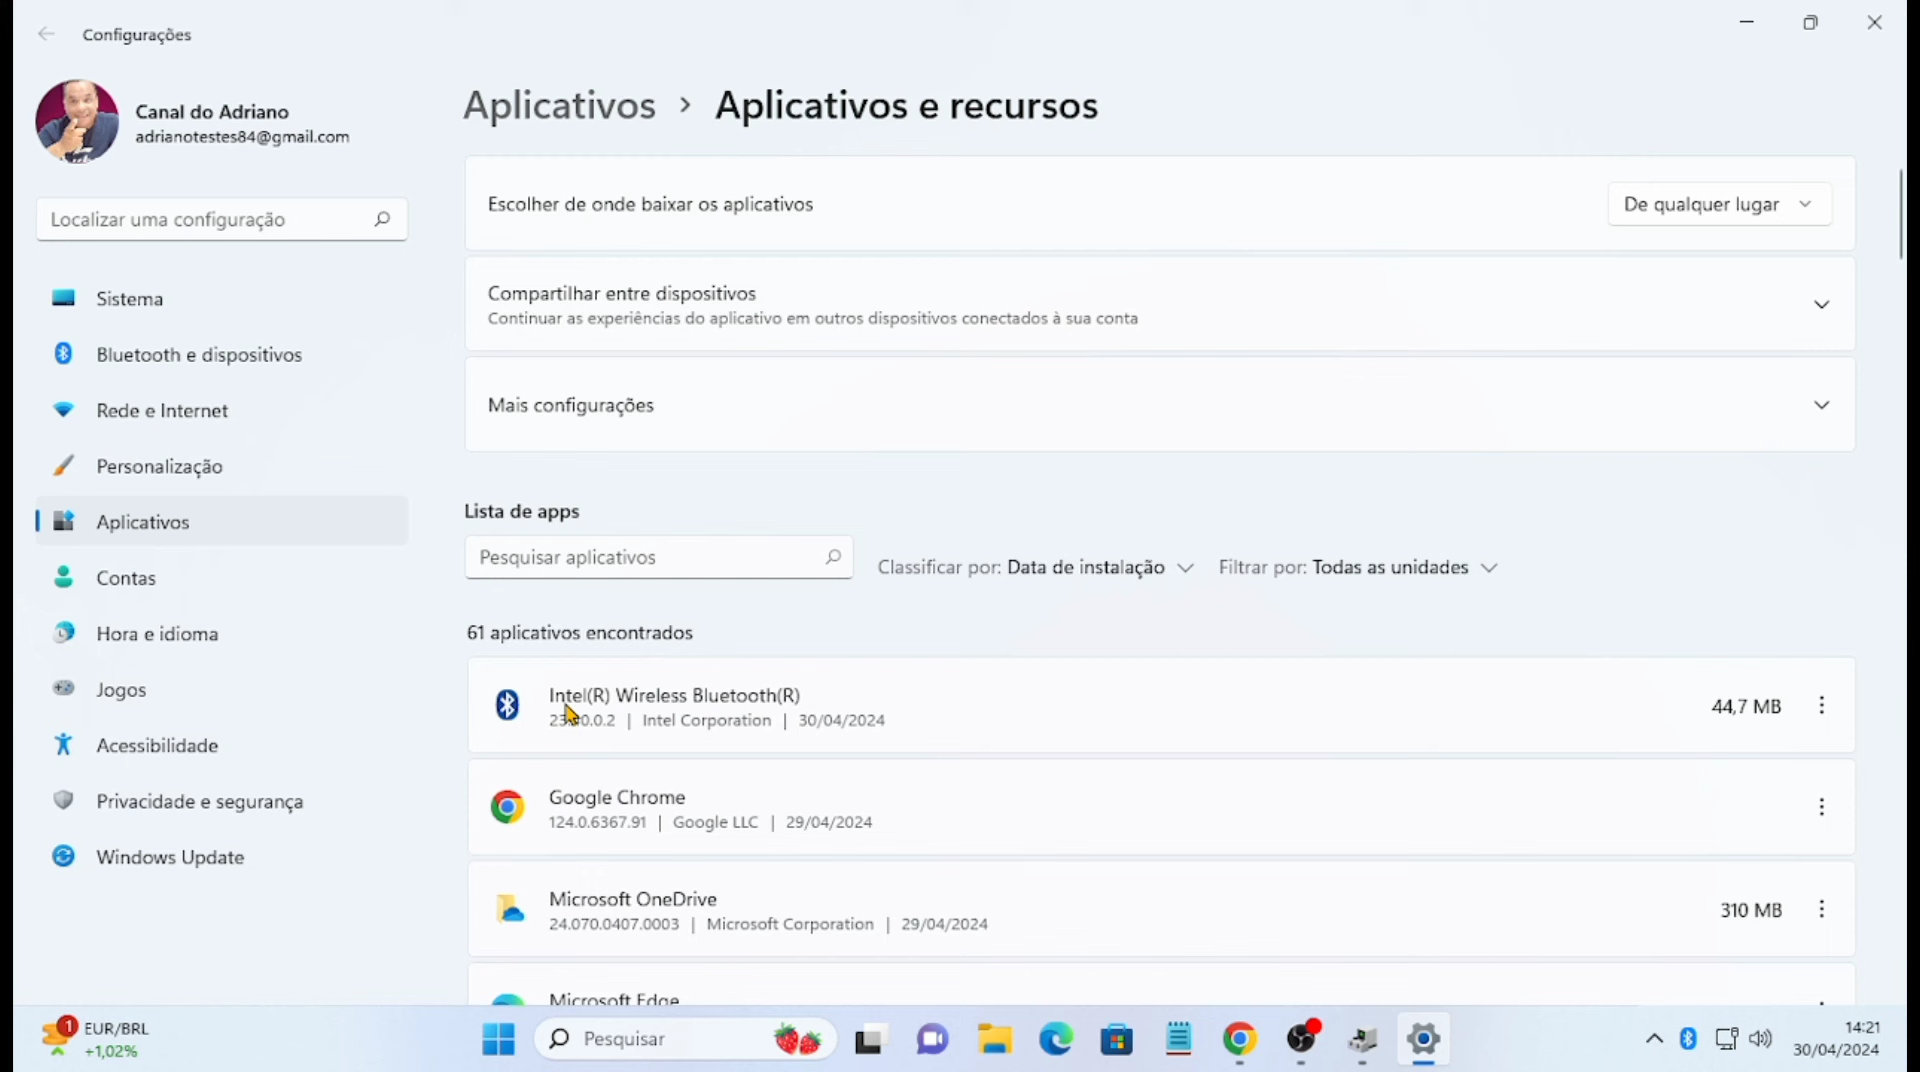 Configurações
Canal do Adriano
adrianotestes84@gmail.com
Localizar uma configuração
Sistema
Bluetooth e dispositivos
Rede e Internet
Personalização
Aplicativos
Contas
Hora e idioma
Jogos
Acessibilidade
Privacidade e segurança
Windows Update
Aplicativos > Aplicativos e recursos
Escolher de onde baixar os aplicativos
De qualquer lugar
Compartilhar entre dispositivos
Continuar as experiências do aplicativo em outros dispositivos conectados à sua conta
Mais configurações
Lista de apps
Pesquisar aplicativos
Classificar por: Data de instalação
Filtrar por: Todas as unidades
61 aplicativos encontrados
Intel(R) Wireless Bluetooth(R)
| Intel Corporation | 30/04/2024
44,7 MB
Google Chrome
124.0.6367.91 | Google LLC | 29/04/2024
Microsoft OneDrive
24.070.0407.0003 | Microsoft Corporation | 29/04/2024
310 MB
Microsoft Edge
1
EUR/BRL
+1,02%
Pesquisar
14:21
30/04/2024